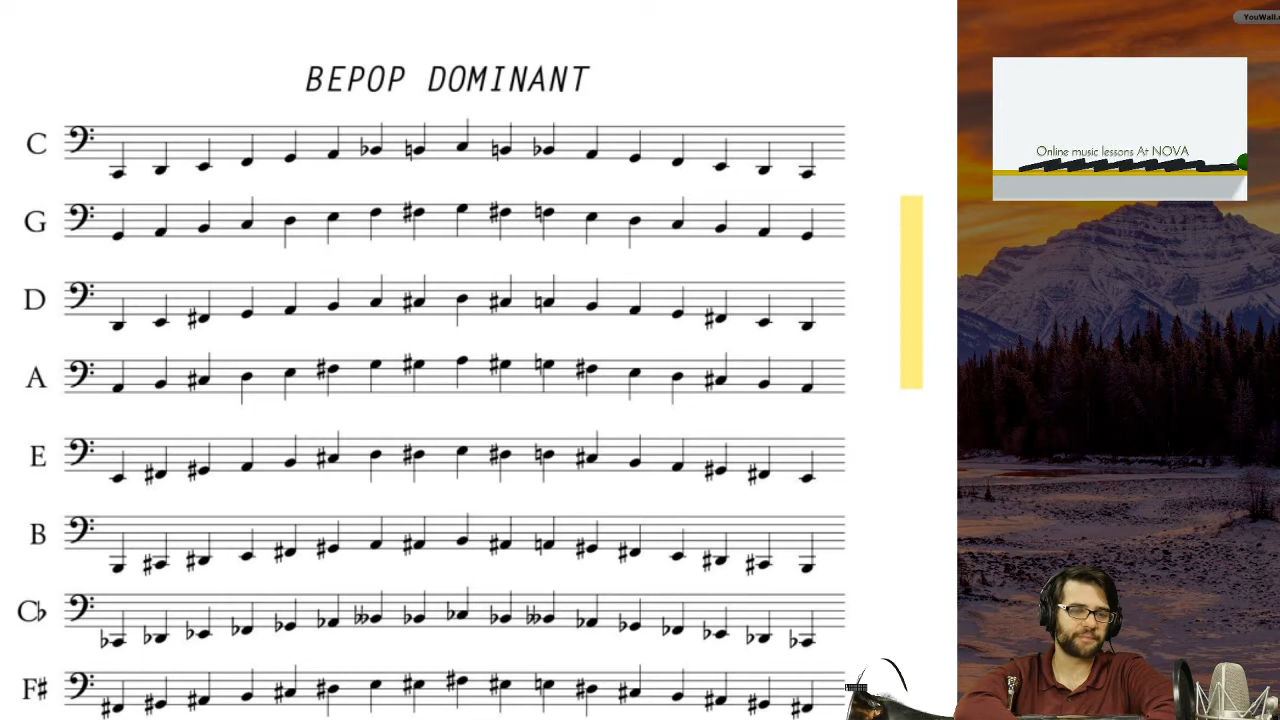 YouWall.
BEPOP DOMINANT
Online music lessons At NOVA
C
G
D
A
E
B
C♭
F♯